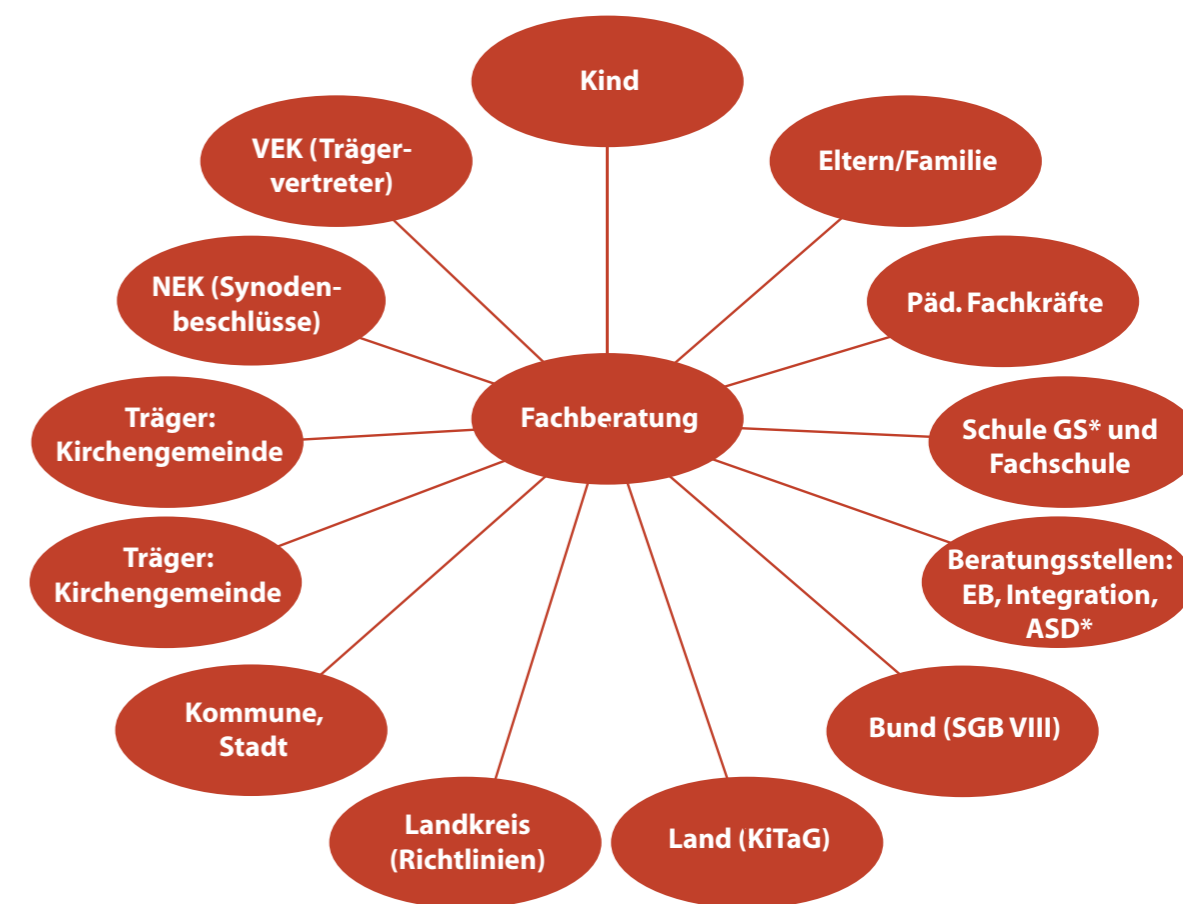 Kind
VEK (Träger-
vertreter)
Eltern/Familie
NEK (Synoden-
beschlüsse)
Päd. Fachkräfte
Träger:
Kirchengemeinde
Fachberatung
Schule GS* und
Fachschule
Träger:
Kirchengemeinde
Beratungsstellen:
EB, Integration,
ASD*
Kommune,
Stadt
Bund (SGB VIII)
Landkreis
(Richtlinien)
Land (KiTaG)